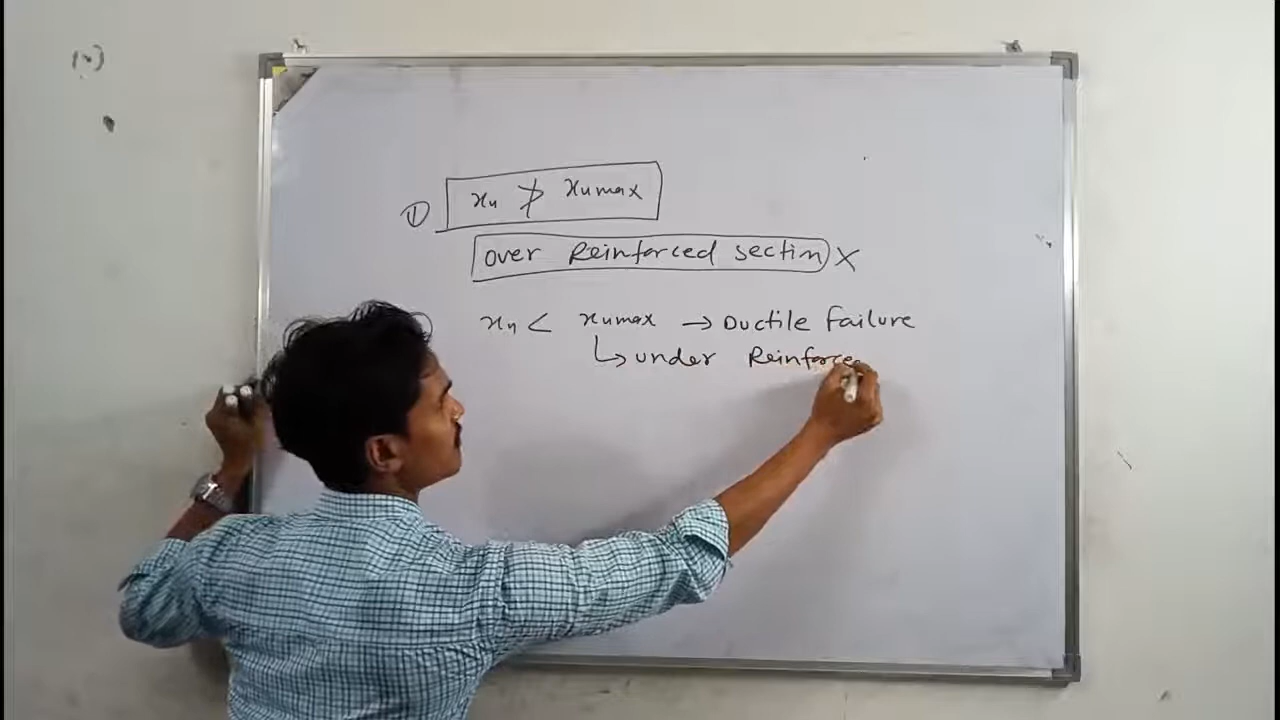 ① xu ≯ xumax
over Reinforced section X
xu < xumax → Ductile failure
↳ under Reinforce